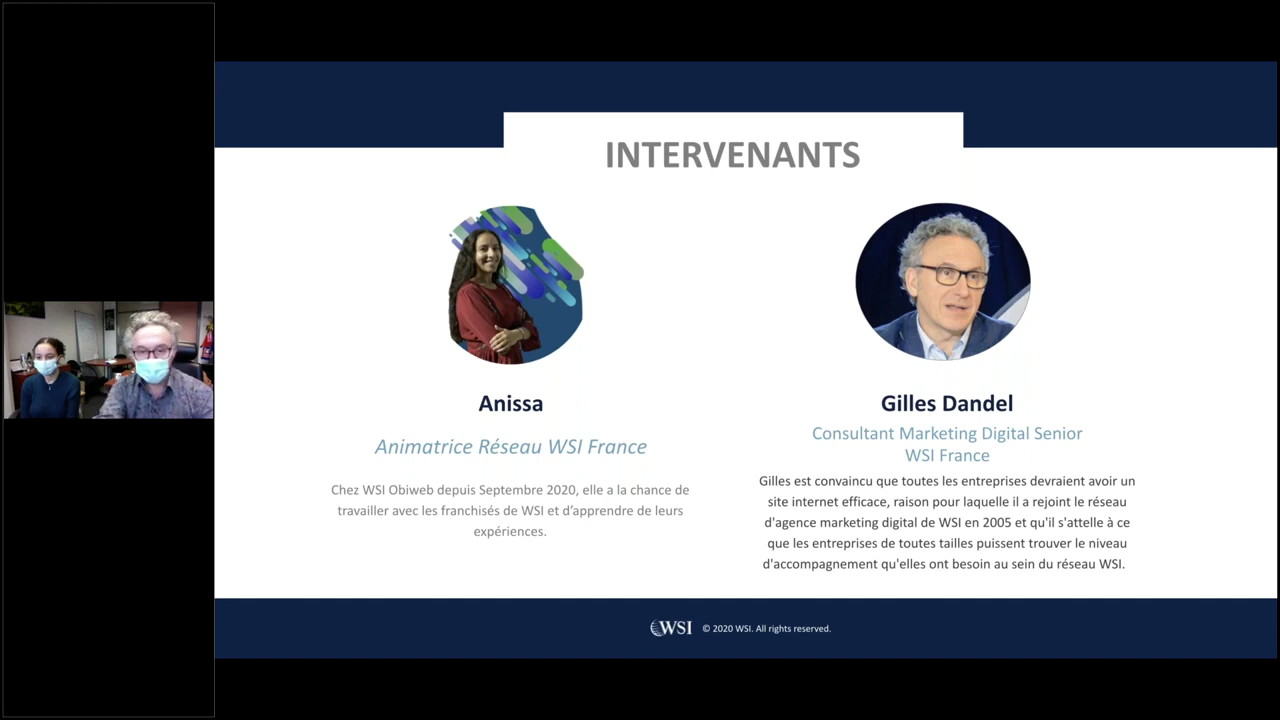 INTERVENANTS
Anissa
Animatrice Réseau WSI France
Chez WSI Obiweb depuis Septembre 2020, elle a la chance de
travailler avec les franchisés de WSI et d’apprendre de leurs
expériences.
Gilles Dandel
Consultant Marketing Digital Senior
WSI France
Gilles est convaincu que toutes les entreprises devraient avoir un
site internet efficace, raison pour laquelle il a rejoint le réseau
d'agence marketing digital de WSI en 2005 et qu'il s'attelle à ce
que les entreprises de toutes tailles puissent trouver le niveau
d'accompagnement qu'elles ont besoin au sein du réseau WSI.
WSI © 2020 WSI. All rights reserved.